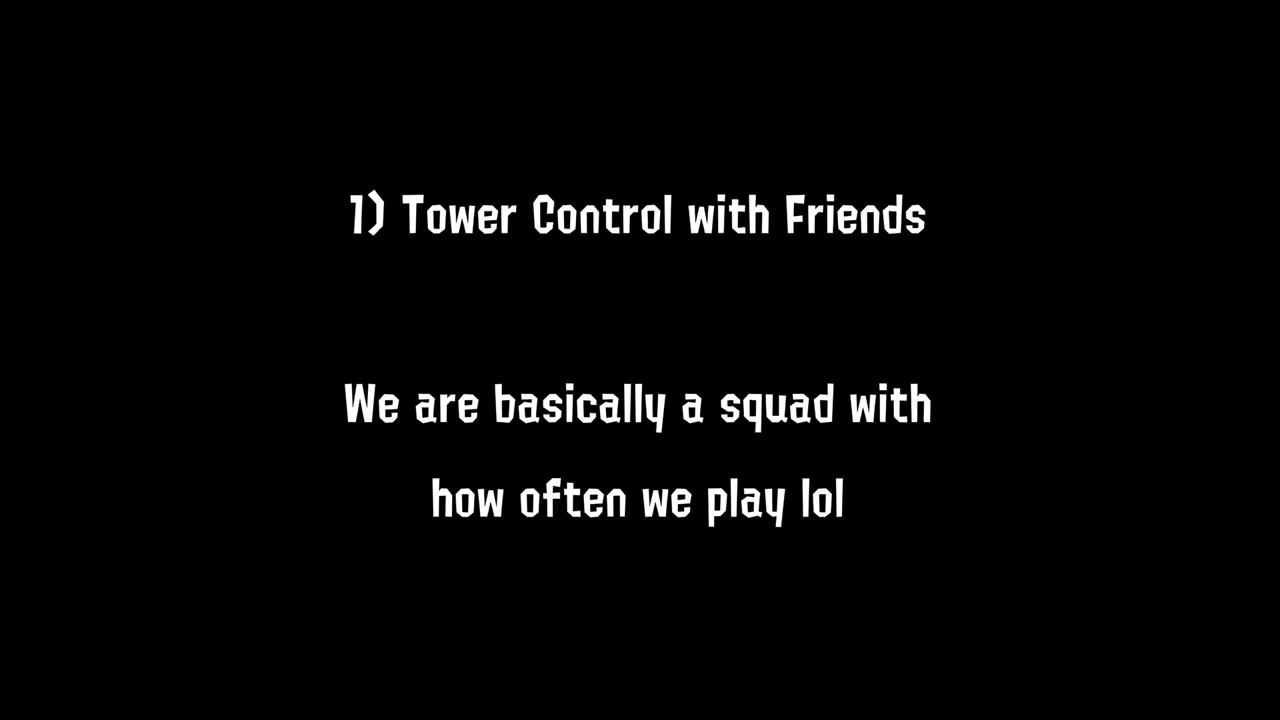 1) Tower Control with Friends
We are basically a squad with
how often we play lol